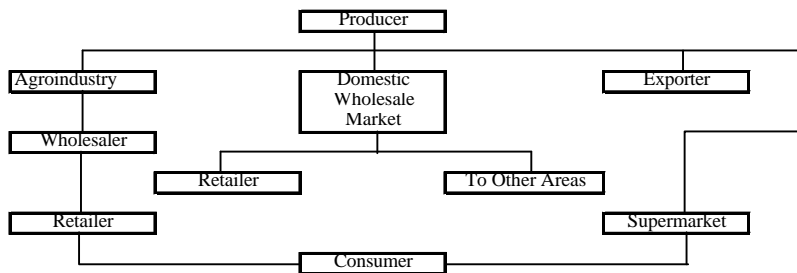 Producer
Agroindustry
Domestic
Wholesale
Market
Exporter
Wholesaler
Retailer
To Other Areas
Retailer
Supermarket
Consumer